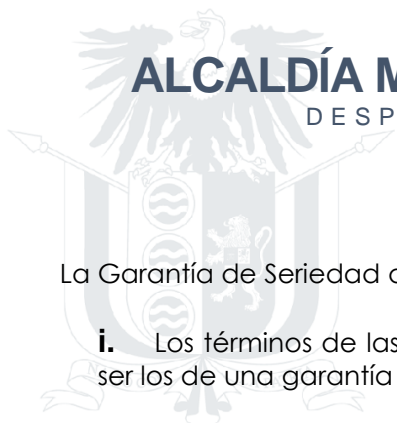 ALCALDÍA M
DESP
La Garantía de Seriedad
i. Los términos de las
ser los de una garantía